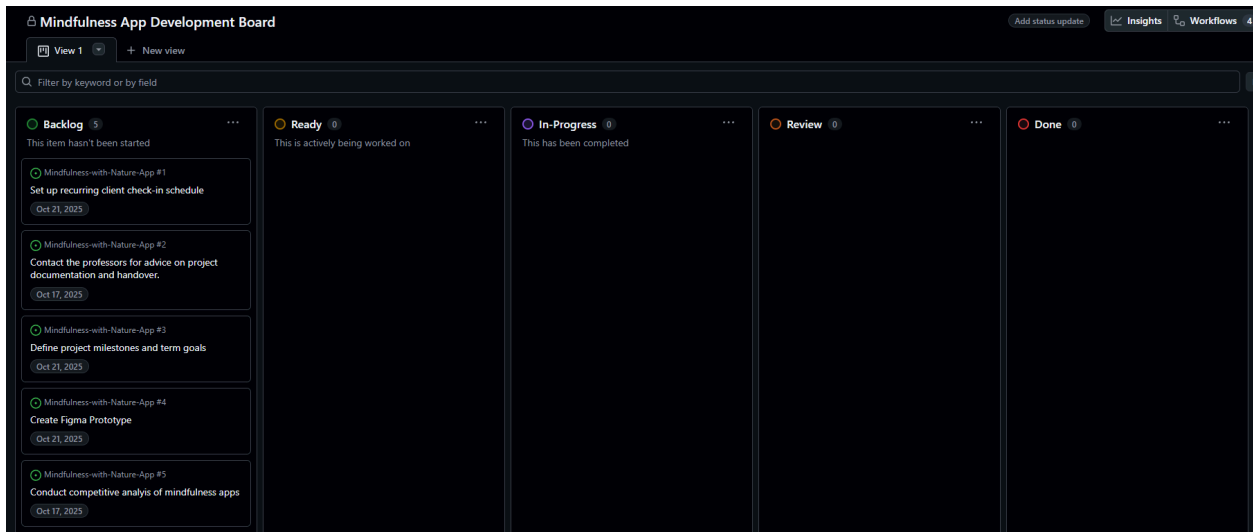 Mindfulness App Development Board
Add status update
Insights
Workflows 4
View 1
+ New view
Filter by keyword or by field
Backlog 5
This item hasn't been started
Mindfulness-with-Nature-App #1
Set up recurring client check-in schedule
Oct 21, 2025
Mindfulness-with-Nature-App #2
Contact the professors for advice on project
documentation and handover.
Oct 17, 2025
Mindfulness-with-Nature-App #3
Define project milestones and term goals
Oct 21, 2025
Mindfulness-with-Nature-App #4
Create Figma Prototype
Oct 21, 2025
Mindfulness-with-Nature-App #5
Conduct competitive analyis of mindfulness apps
Oct 17, 2025
Ready 0
This is actively being worked on
In-Progress 0
This has been completed
Review 0
Done 0